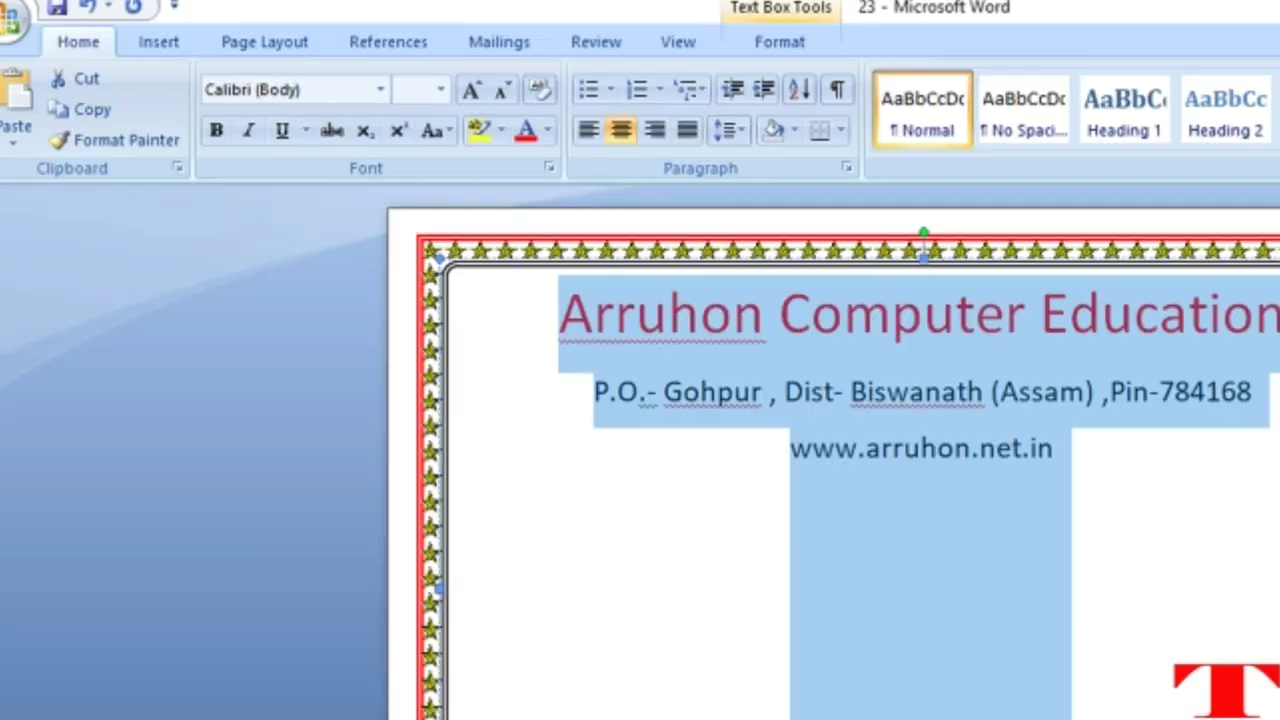 Text Box Tools
23 - Microsoft Word
Home Insert Page Layout References Mailings Review View Format
Cut
Copy
Paste
Format Painter
Clipboard
Calibri (Body)
Font
Paragraph
AaBbCcDc AaBbCcDc AaBbC AaBbCc
¶ Normal ¶ No Spaci... Heading 1 Heading 2
Arruhon Computer Education
P.O.- Gohpur , Dist- Biswanath (Assam) ,Pin-784168
www.arruhon.net.in
T